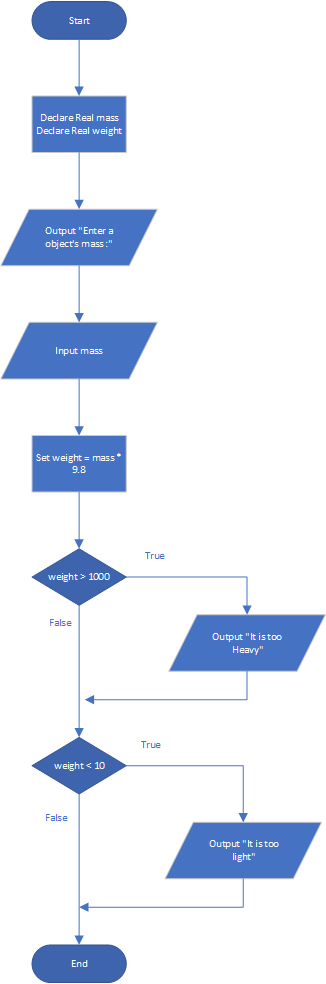 Start
Declare Real mass
Declare Real weight
Output "Enter a
object's mass:"
Input mass
Set weight = mass *
9.8
weight > 1000
True
False
Output "It is too
Heavy"
weight < 10
True
False
Output "It is too
light"
End